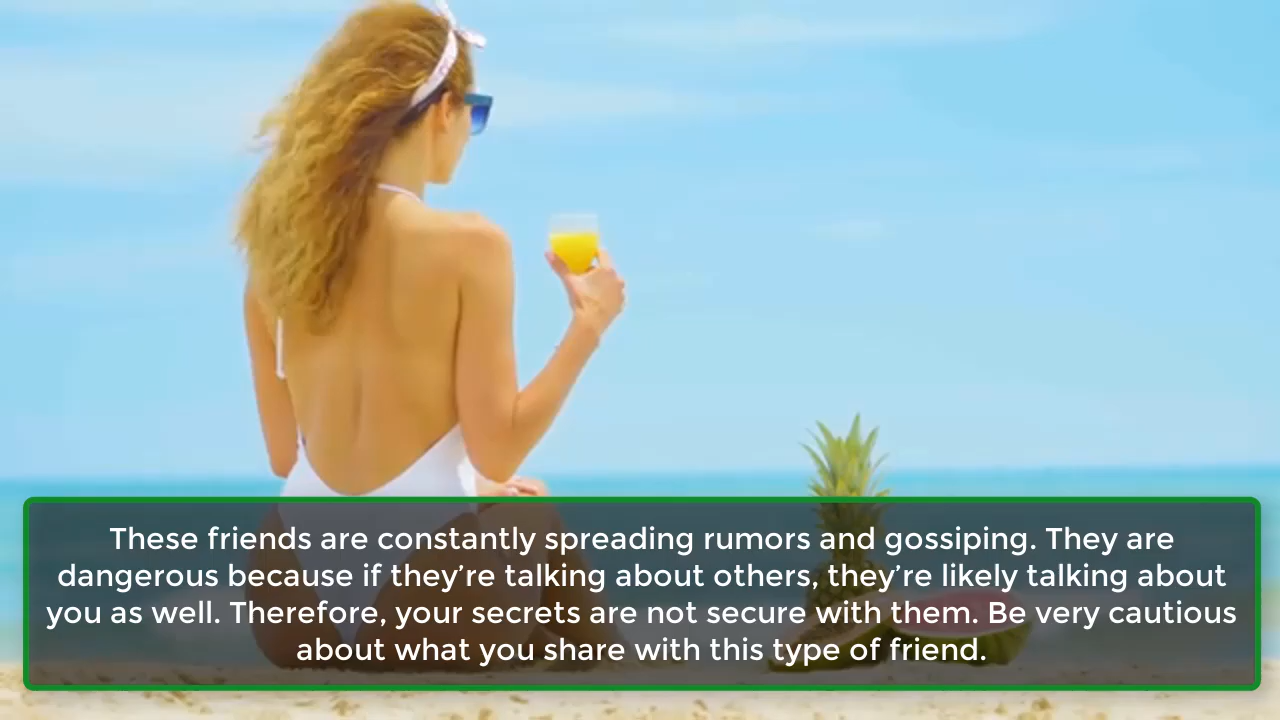 These friends are constantly spreading rumors and gossiping. They are
dangerous because if they’re talking about others, they’re likely talking about
you as well. Therefore, your secrets are not secure with them. Be very cautious
about what you share with this type of friend.